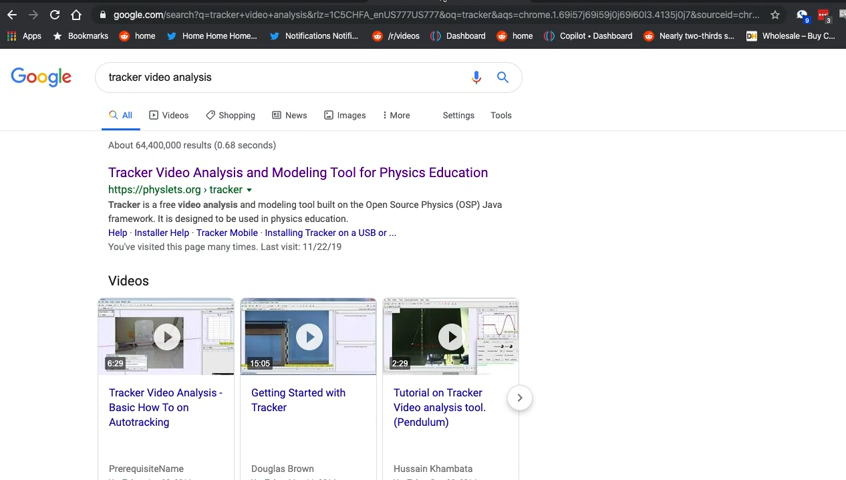 google.com/search?q=tracker+video+analysis&rlz=1C5CHFA_enUS777US777&oq=tracker&aqs=chrome.1.69i57j69i59j0j69i60l3.4135j0j7&sourceid=chr...
9
3
Apps Bookmarks home Home Home Home... Notifications Notifi... /r/videos Dashboard home Copilot • Dashboard Nearly two-thirds s... DH Wholesale – Buy C...
Google tracker video analysis
All Videos Shopping News Images More Settings Tools
About 64,400,000 results (0.68 seconds)
Tracker Video Analysis and Modeling Tool for Physics Education
https://physlets.org › tracker
Tracker is a free video analysis and modeling tool built on the Open Source Physics (OSP) Java
framework. It is designed to be used in physics education.
Help · Installer Help · Tracker Mobile · Installing Tracker on a USB or ...
You've visited this page many times. Last visit: 11/22/19
Videos
6:29
15:05
2:29
Tracker Video Analysis -
Basic How To on
Autotracking
Getting Started with
Tracker
Tutorial on Tracker
Video analysis tool.
(Pendulum)
PrerequisiteName
Douglas Brown
Hussain Khambata